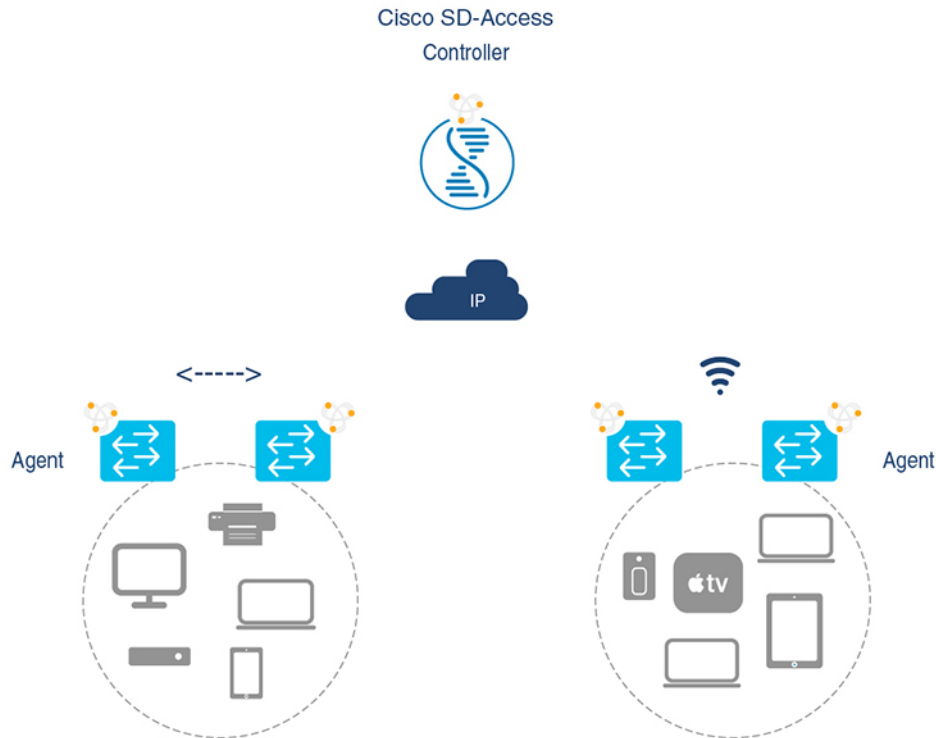 Cisco SD-Access
Controller
IP
<----->
Agent
Agent
tv